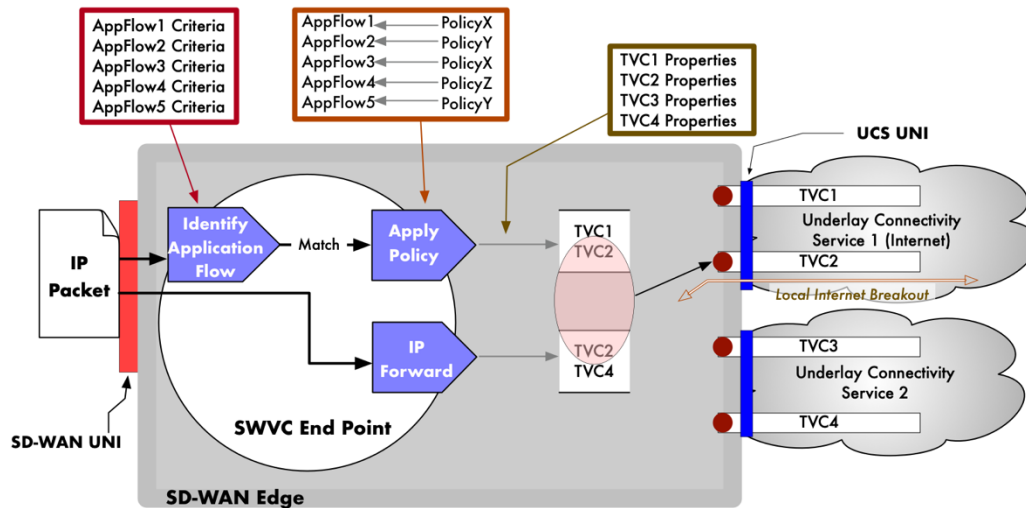 AppFlow1 Criteria
AppFlow2 Criteria
AppFlow3 Criteria
AppFlow4 Criteria
AppFlow5 Criteria
AppFlow1 PolicyX
AppFlow2 PolicyY
AppFlow3 PolicyX
AppFlow4 PolicyZ
AppFlow5 PolicyY
TVC1 Properties
TVC2 Properties
TVC3 Properties
TVC4 Properties
UCS UNI
IP
Packet
Identify
Application
Flow
Match
Apply
Policy
TVC1
TVC2
TVC1
Underlay Connectivity
Service 1 (Internet)
TVC2
Local Internet Breakout
IP
Forward
TVC2
TVC4
TVC3
Underlay Connectivity
Service 2
TVC4
SWVC End Point
SD-WAN UNI
SD-WAN Edge